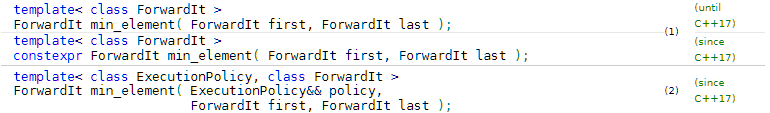 template< class ForwardIt >
ForwardIt min_element( ForwardIt first, ForwardIt last );
(until
C++17)
(1)
template< class ForwardIt >
constexpr ForwardIt min_element( ForwardIt first, ForwardIt last );
(since
C++17)
template< class ExecutionPolicy, class ForwardIt >
ForwardIt min_element( ExecutionPolicy&& policy,
ForwardIt first, ForwardIt last );
(2)
(since
C++17)